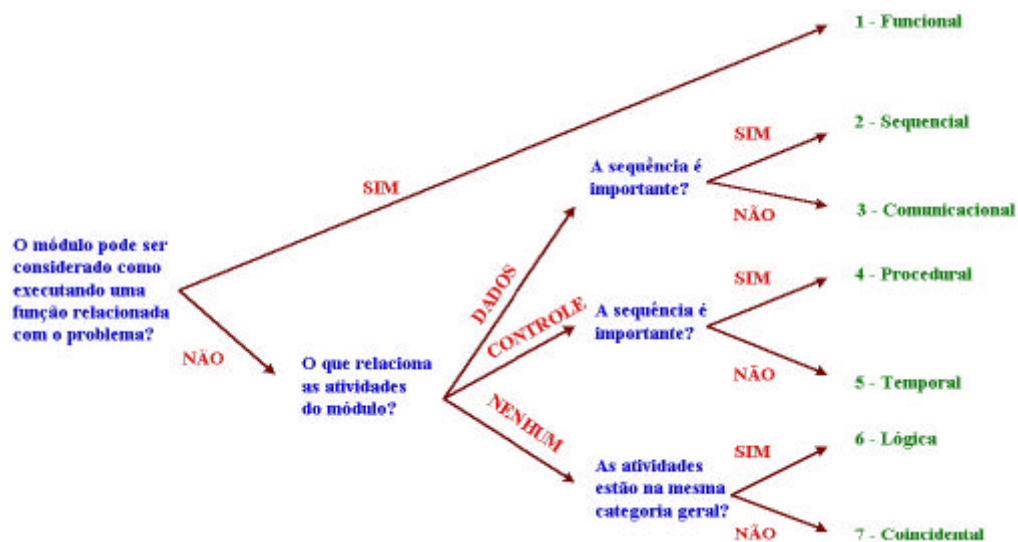 1 - Funcional
SIM
2 - Sequencial
A sequência é
importante?
SIM
NÃO
3 - Comunicacional
O módulo pode ser
considerado como
executando uma
função relacionada
com o problema?
DADOS
SIM
4 - Procedural
CONTROLE
A sequência é
importante?
NÃO
O que relaciona
as atividades
do módulo?
NÃO
5 - Temporal
NENHUM
SIM
6 - Lógica
As atividades
estão na mesma
categoria geral?
NÃO
7 - Coincidental